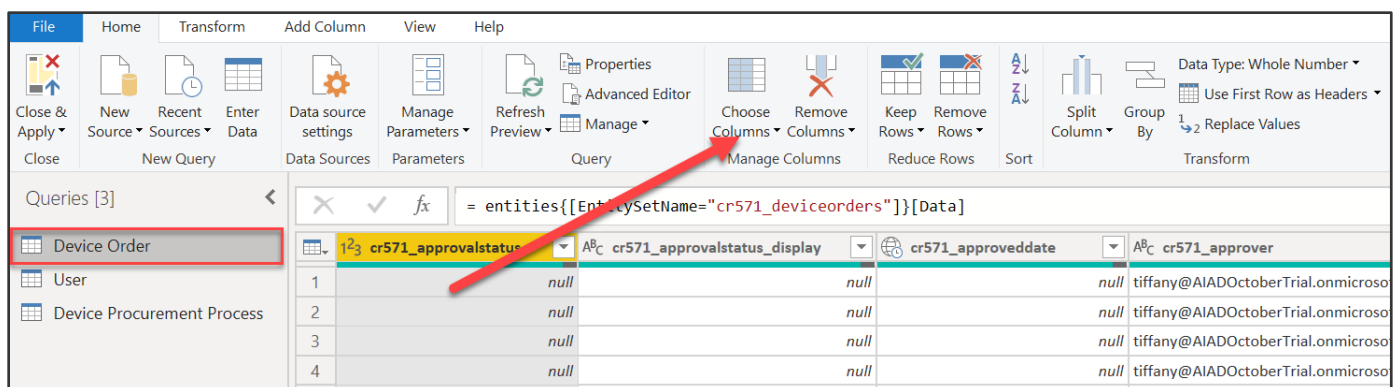 File Home Transform Add Column View Help
Properties Data Type: Whole Number
Advanced Editor Use First Row as Headers
Close & New Recent Enter Data source Manage Refresh Manage Choose Remove Keep Remove Split Group 1 2 Replace Values
Apply Source Sources Data settings Parameters Preview Columns Columns Rows Rows A Z Z A Column By
Close New Query Data Sources Parameters Query Manage Columns Reduce Rows Sort Transform
Queries [3] fx = entities{[EntitySetName="cr571_deviceorders"]}[Data]
Device Order 123 cr571_approvalstatus ABC cr571_approvalstatus_display cr571_approveddate ABC cr571_approver
User 1 null null null tiffany@AIADOctoberTrial.onmicroso
Device Procurement Process 2 null null null tiffany@AIADOctoberTrial.onmicroso
3 null null null tiffany@AIADOctoberTrial.onmicroso
4 null null null tiffany@AIADOctoberTrial.onmicroso